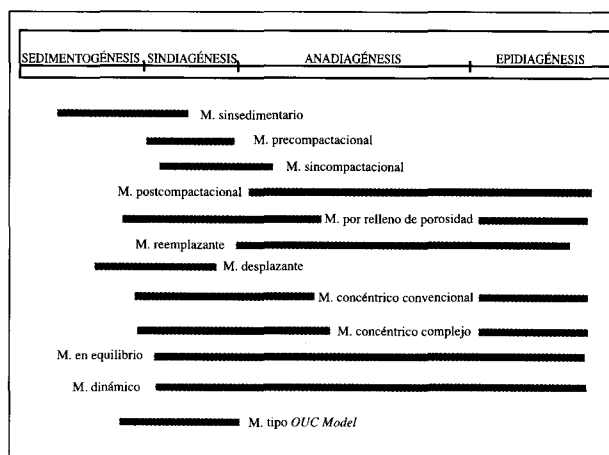 SEDIMENTOGÉNESIS SINDIAGÉNESIS ANADIAGÉNESIS EPIDIAGÉNESIS
M. sinsedimentario
M. precompactacional
M. sincompactacional
M. postcompactacional
M. por relleno de porosidad
M. reemplazante
M. desplazante
M. concéntrico convencional
M. concéntrico complejo
M. en equilibrio
M. dinámico
M. tipo OUC Model